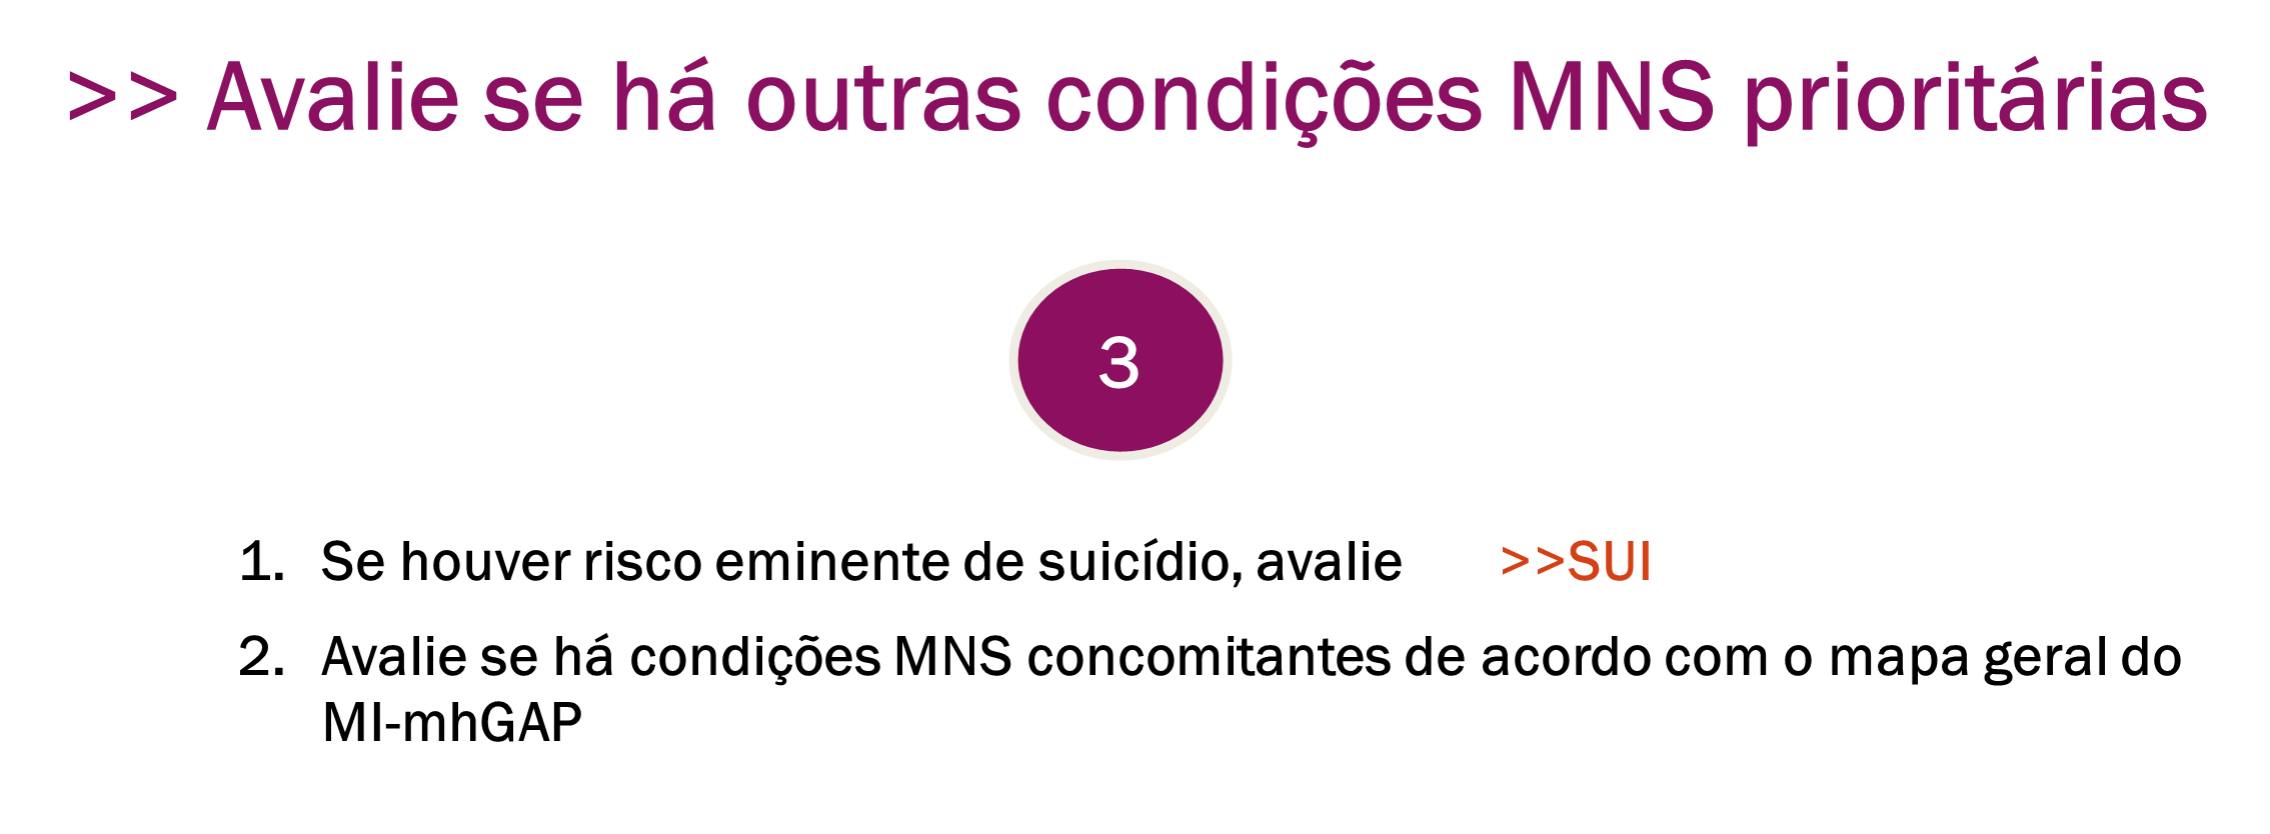 >> Avalie se há outras condições MNS prioritárias
3
1. Se houver risco eminente de suicídio, avalie >>SUI
2. Avalie se há condições MNS concomitantes de acordo com o mapa geral do
MI-mhGAP